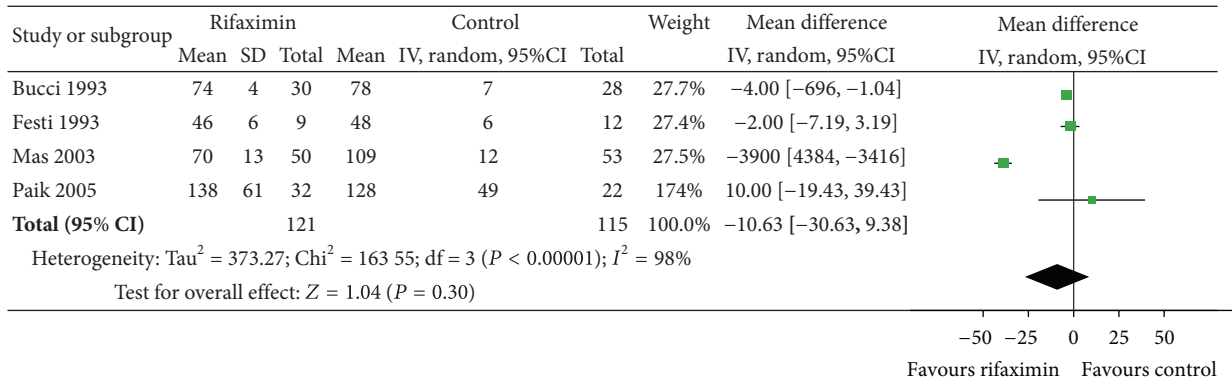 Study or subgroup Rifaximin Control Weight Mean difference Mean difference
Mean SD Total Mean IV, random, 95%CI Total IV, random, 95%CI IV, random, 95%CI
Bucci 1993 74 4 30 78 7 28 27.7% −4.00 [−696, −1.04]
Festi 1993 46 6 9 48 6 12 27.4% −2.00 [−7.19, 3.19]
Mas 2003 70 13 50 109 12 53 27.5% −3900 [4384, −3416]
Paik 2005 138 61 32 128 49 22 174% 10.00 [−19.43, 39.43]
Total (95% CI) 121 115 100.0% −10.63 [−30.63, 9.38]
Heterogeneity: Tau² = 373.27; Chi² = 163 55; df = 3 (P < 0.00001); I² = 98%
Test for overall effect: Z = 1.04 (P = 0.30)
−50 −25 0 25 50
Favours rifaximin Favours control